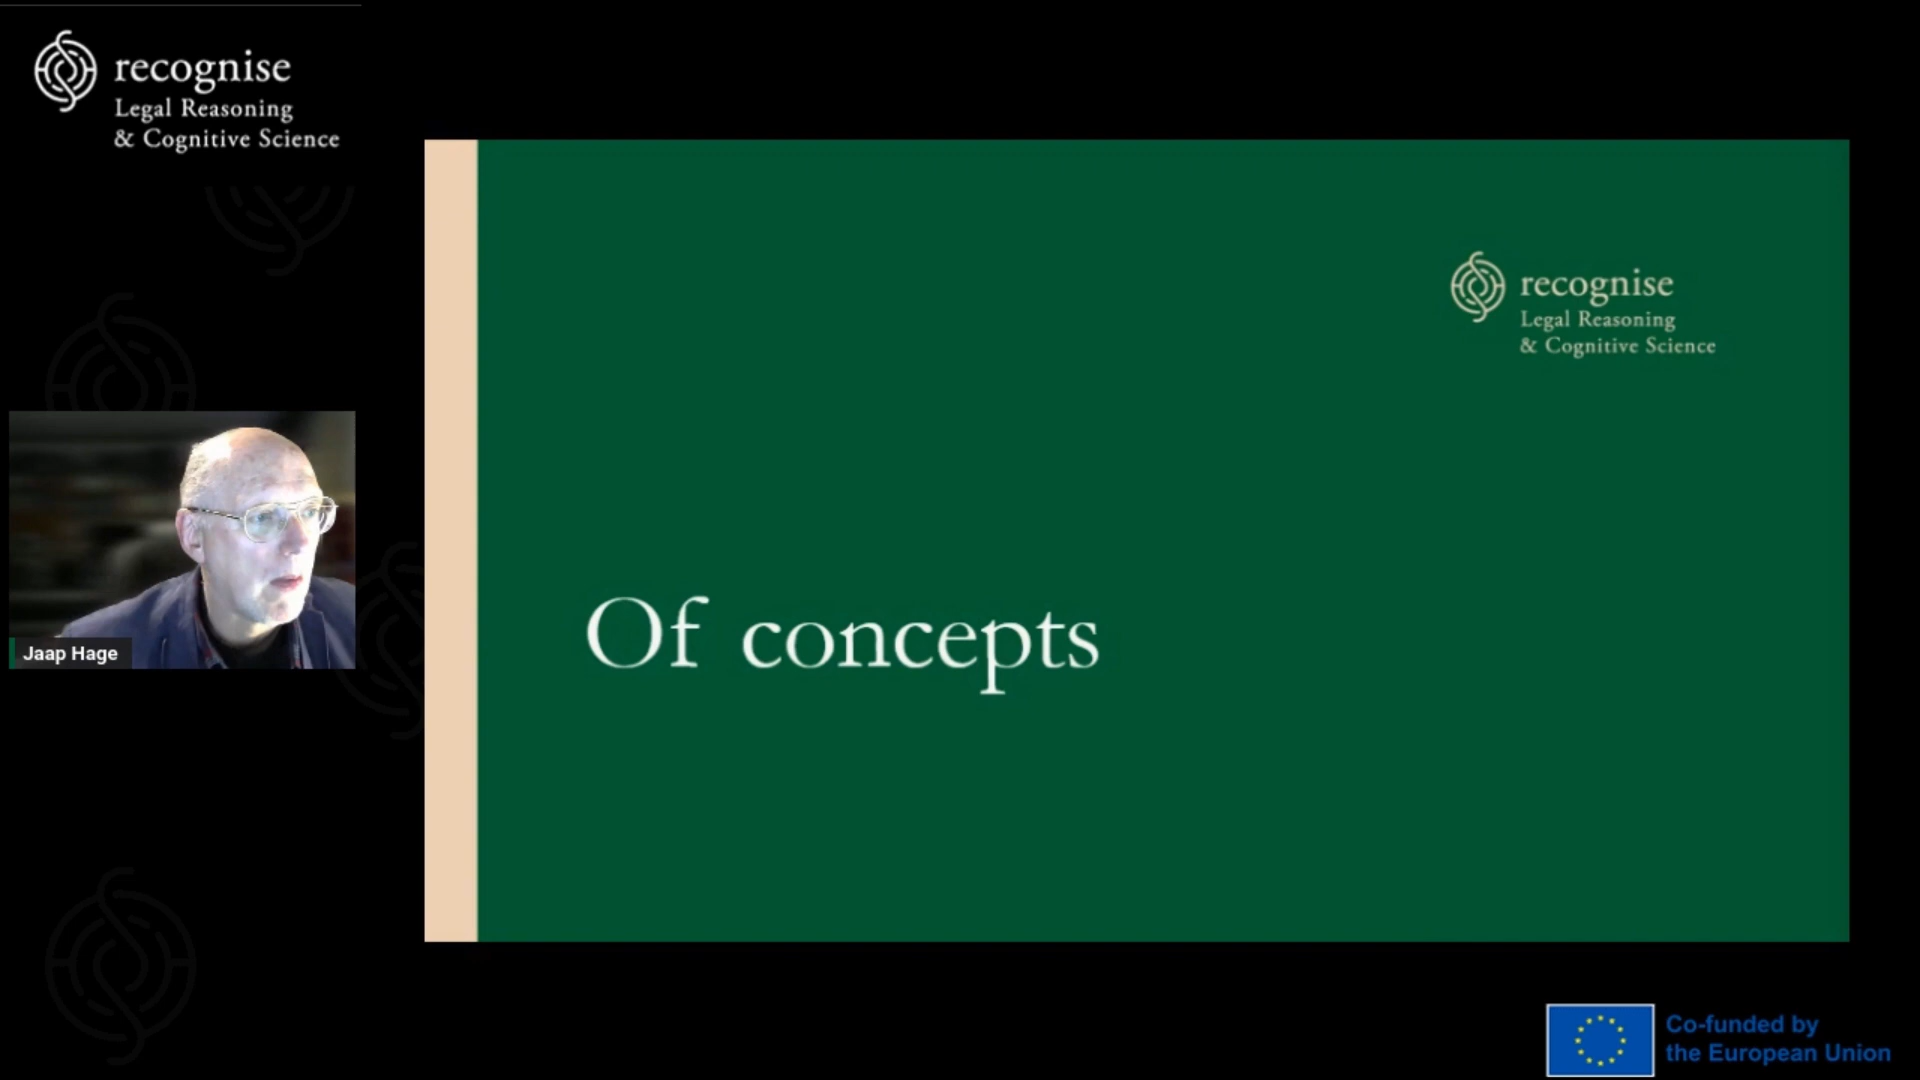 recognise
Legal Reasoning
& Cognitive Science
recognise
Legal Reasoning
& Cognitive Science
Of concepts
Jaap Hage
Co-funded by
the European Union